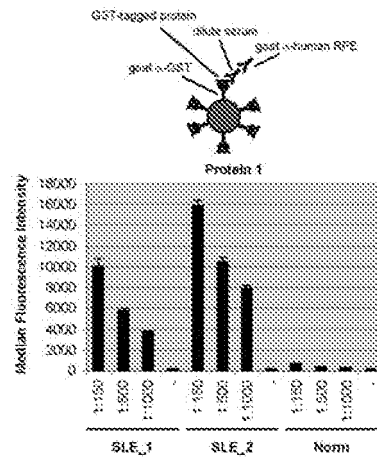 GST-tagged protein
dilute serum
goat α-human RPE
goat α-GST
Protein 1
Median Fluorescence Intensity
18000
16000
14000
12000
10000
8000
6000
4000
2000
0
1:150 1:500 1:1000 - 1:150 1:500 1:1000 - 1:150 1:500 1:1000 -
SLE_1 SLE_2 Norm